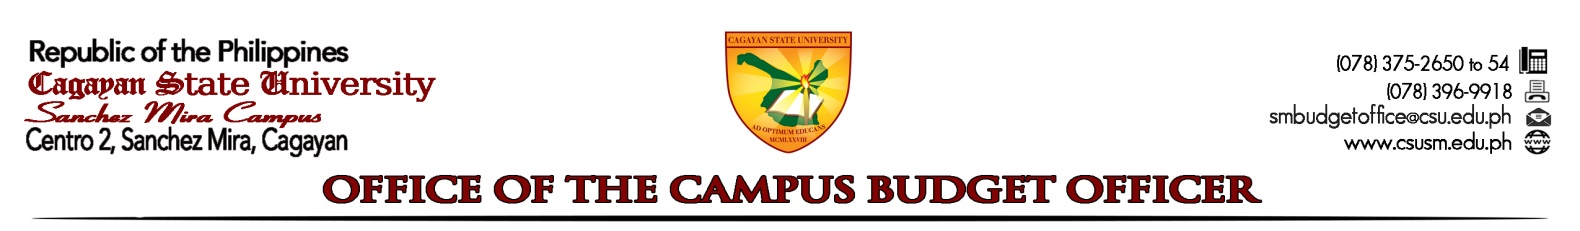 Republic of the Philippines
Cagayan State University
Sanchez Mira Campus
Centro 2, Sanchez Mira, Cagayan
CAGAYAN STATE UNIVERSITY
AD OPTIMUM EDUCANS
MCMLXXVIII
(078) 375-2650 to 54
(078) 396-9918
smbudgetoffice@csu.edu.ph
www.csusm.edu.ph
WWW
OFFICE OF THE CAMPUS BUDGET OFFICER